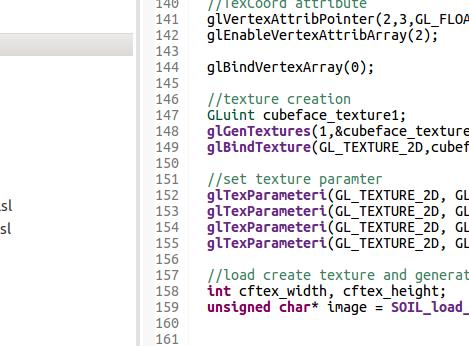 140 //TexCoord attribute
141 glVertexAttribPointer(2,3,GL_FLOA
142 glEnableVertexAttribArray(2);
143
144 glBindVertexArray(0);
145
146 //texture creation
147 GLuint cubeface_texture1;
148 glGenTextures(1,&cubeface_texture
149 glBindTexture(GL_TEXTURE_2D,cubef
150
151 //set texture paramter
152 glTexParameteri(GL_TEXTURE_2D, GL
153 glTexParameteri(GL_TEXTURE_2D, GL
154 glTexParameteri(GL_TEXTURE_2D, GL
155 glTexParameteri(GL_TEXTURE_2D, GL
156
157 //load create texture and generat
158 int cftex_width, cftex_height;
159 unsigned char* image = SOIL_load_
160
161
sl
sl